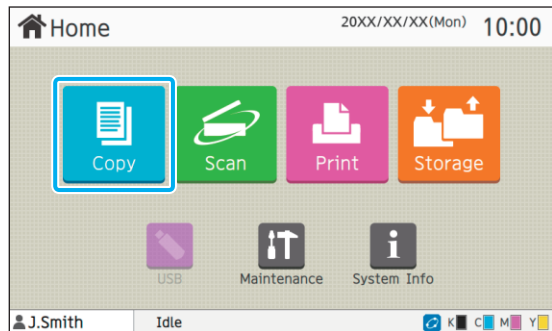 Home 20XX/XX/XX(Mon) 10:00
Copy Scan Print Storage
USB Maintenance System Info
J.Smith Idle K C M Y